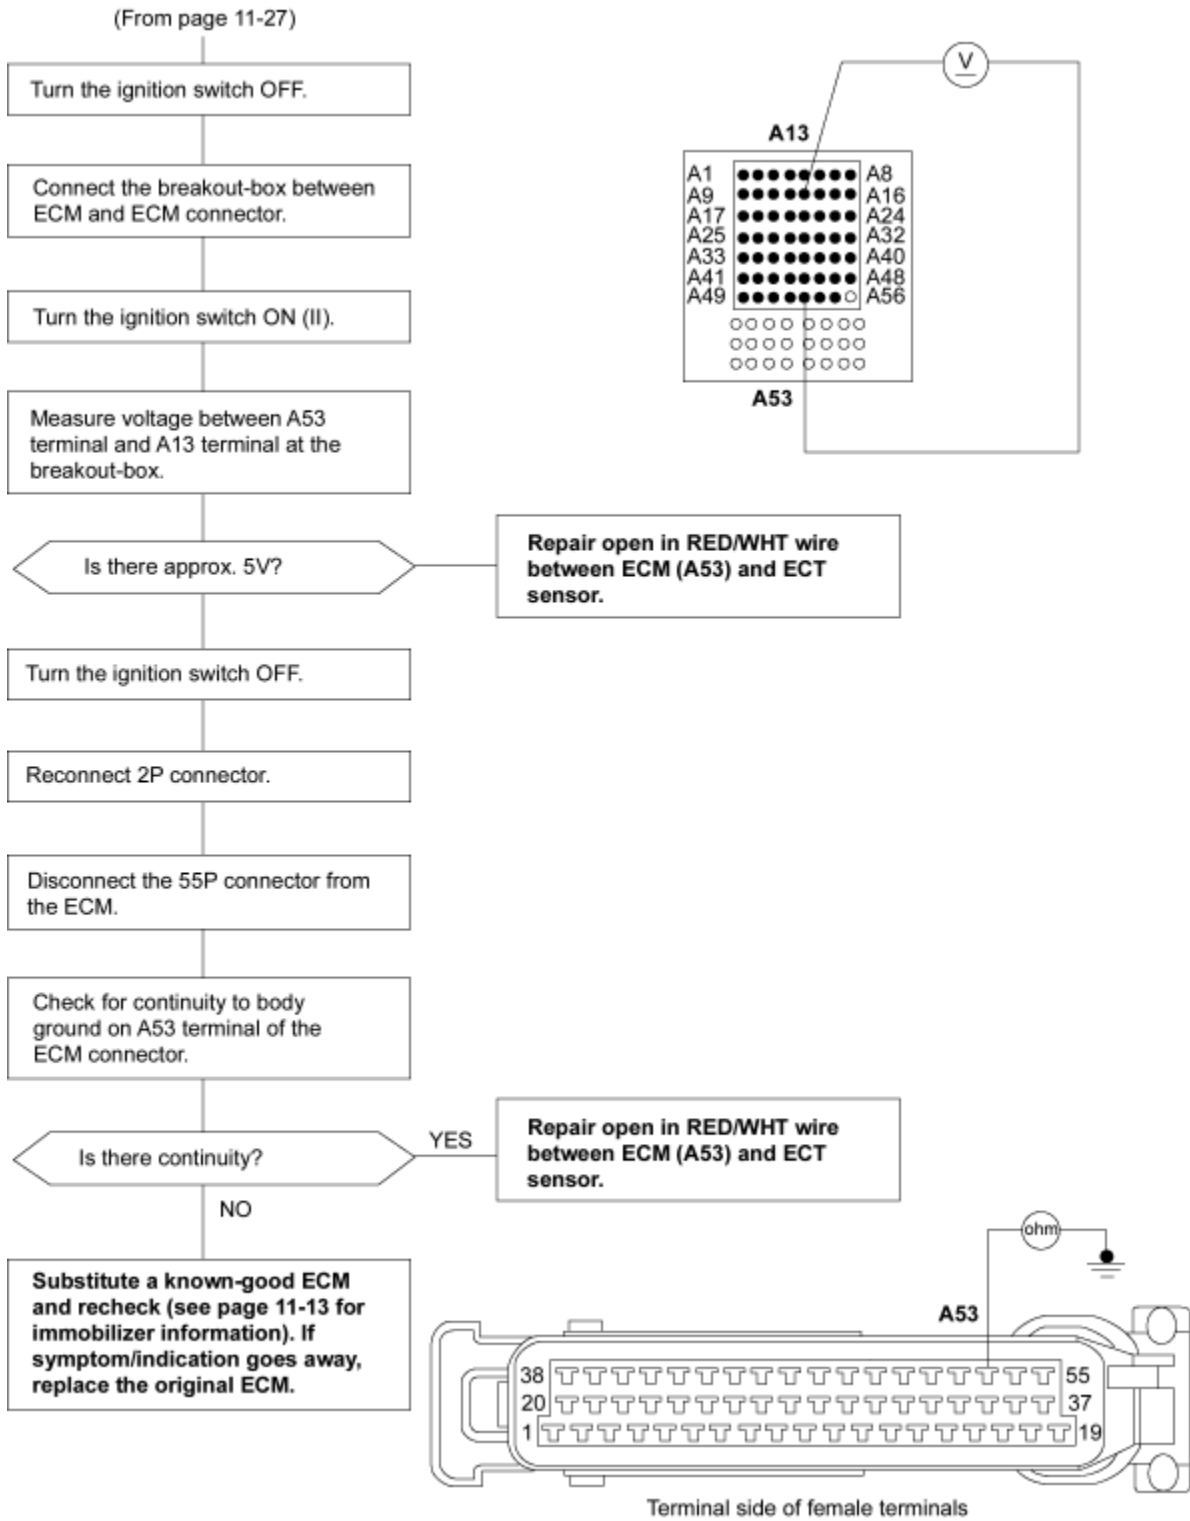 (From page 11-27)
Turn the ignition switch OFF.
Connect the breakout-box between
ECM and ECM connector.
Turn the ignition switch ON (II).
Measure voltage between A53
terminal and A13 terminal at the
breakout-box.
V
A13
A1 A8
A9 A16
A17 A24
A25 A32
A33 A40
A41 A48
A49 A56
A53
Is there approx. 5V?
Repair open in RED/WHT wire
between ECM (A53) and ECT
sensor.
Turn the ignition switch OFF.
Reconnect 2P connector.
Disconnect the 55P connector from
the ECM.
Check for continuity to body
ground on A53 terminal of the
ECM connector.
Is there continuity?
YES
Repair open in RED/WHT wire
between ECM (A53) and ECT
sensor.
NO
Substitute a known-good ECM
and recheck (see page 11-13 for
immobilizer information). If
symptom/indication goes away,
replace the original ECM.
ohm
A53
38 55
20 37
1 19
Terminal side of female terminals